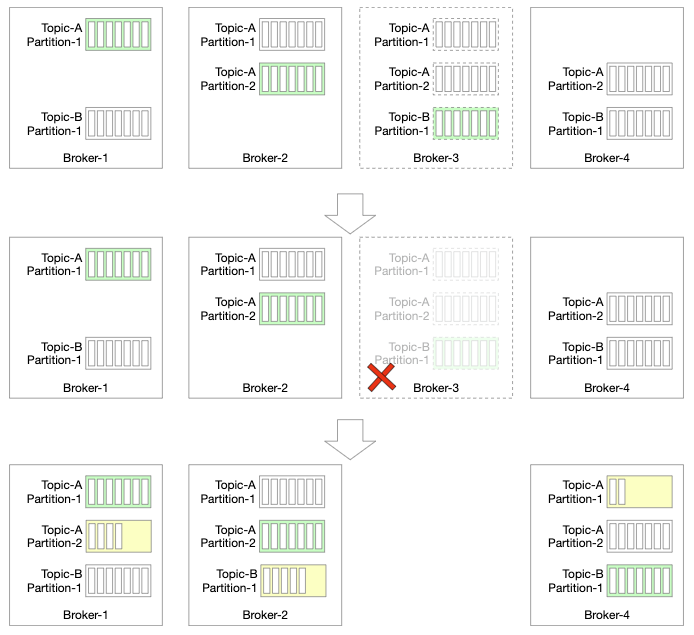 Topic-A
Partition-1
Topic-B
Partition-1
Broker-1
Topic-A
Partition-1
Topic-A
Partition-2
Broker-2
Topic-A
Partition-1
Topic-A
Partition-2
Topic-B
Partition-1
Broker-3
Topic-A
Partition-2
Topic-B
Partition-1
Broker-4
Topic-A
Partition-1
Topic-B
Partition-1
Broker-1
Topic-A
Partition-1
Topic-A
Partition-2
Broker-2
Topic-A
Partition-1
Topic-A
Partition-2
Topic-B
Partition-1
Broker-3
Topic-A
Partition-2
Topic-B
Partition-1
Broker-4
Topic-A
Partition-1
Topic-A
Partition-2
Topic-B
Partition-1
Broker-1
Topic-A
Partition-1
Topic-A
Partition-2
Topic-B
Partition-1
Broker-2
Topic-A
Partition-1
Topic-A
Partition-2
Topic-B
Partition-1
Broker-4